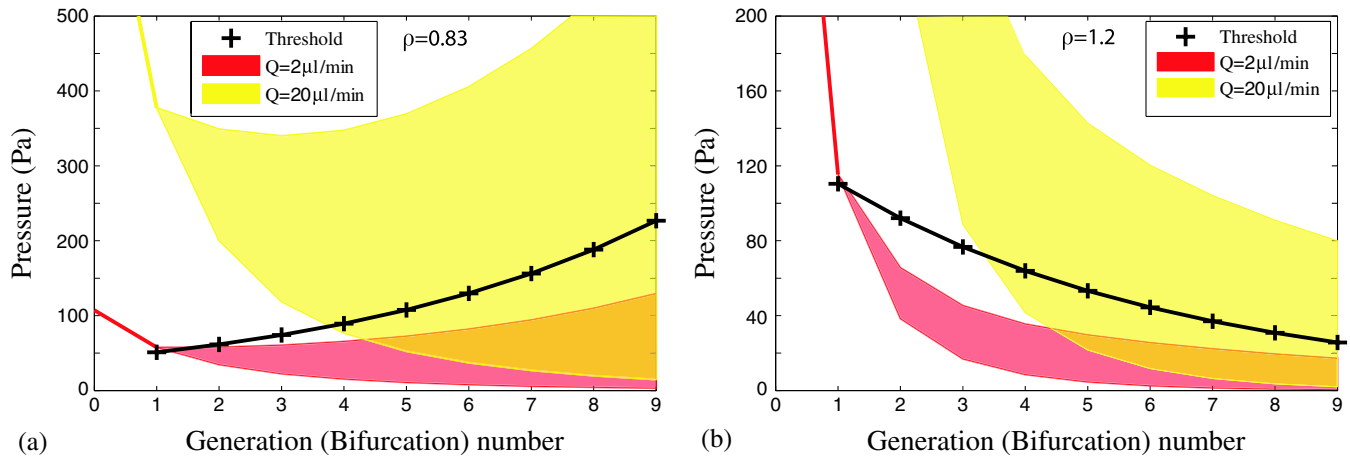 500
400
300
200
100
0
Pressure (Pa)
Threshold
Q=2μl/min
Q=20μl/min
ρ=0.83
0 1 2 3 4 5 6 7 8 9
(a)
Generation (Bifurcation) number
200
160
120
80
40
0
Pressure (Pa)
ρ=1.2
Threshold
Q=2μl/min
Q=20μl/min
0 1 2 3 4 5 6 7 8 9
(b)
Generation (Bifurcation) number